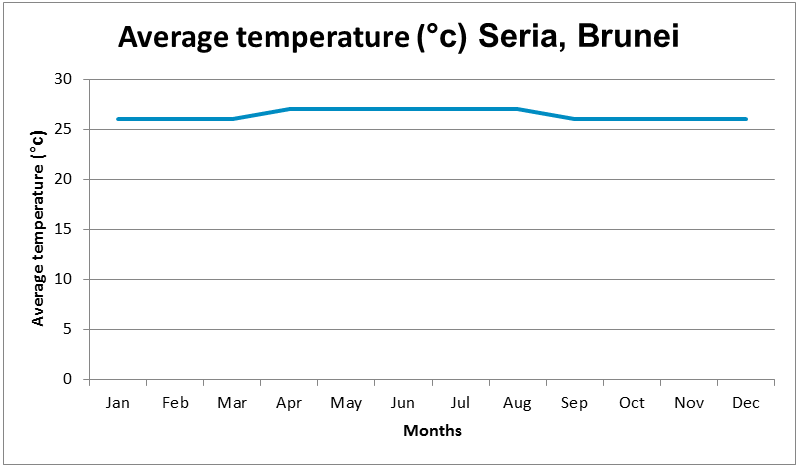 Average temperature (°c) Seria, Brunei
Average temperature (°c)
30
25
20
15
10
5
0
Jan Feb Mar Apr May Jun Jul Aug Sep Oct Nov Dec
Months